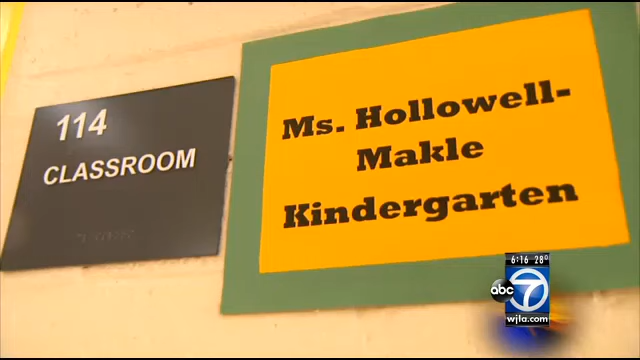 114
CLASSROOM
Ms. Hollowell-
Makle
Kindergarten
6:16 28°
abc 7
wjla.com